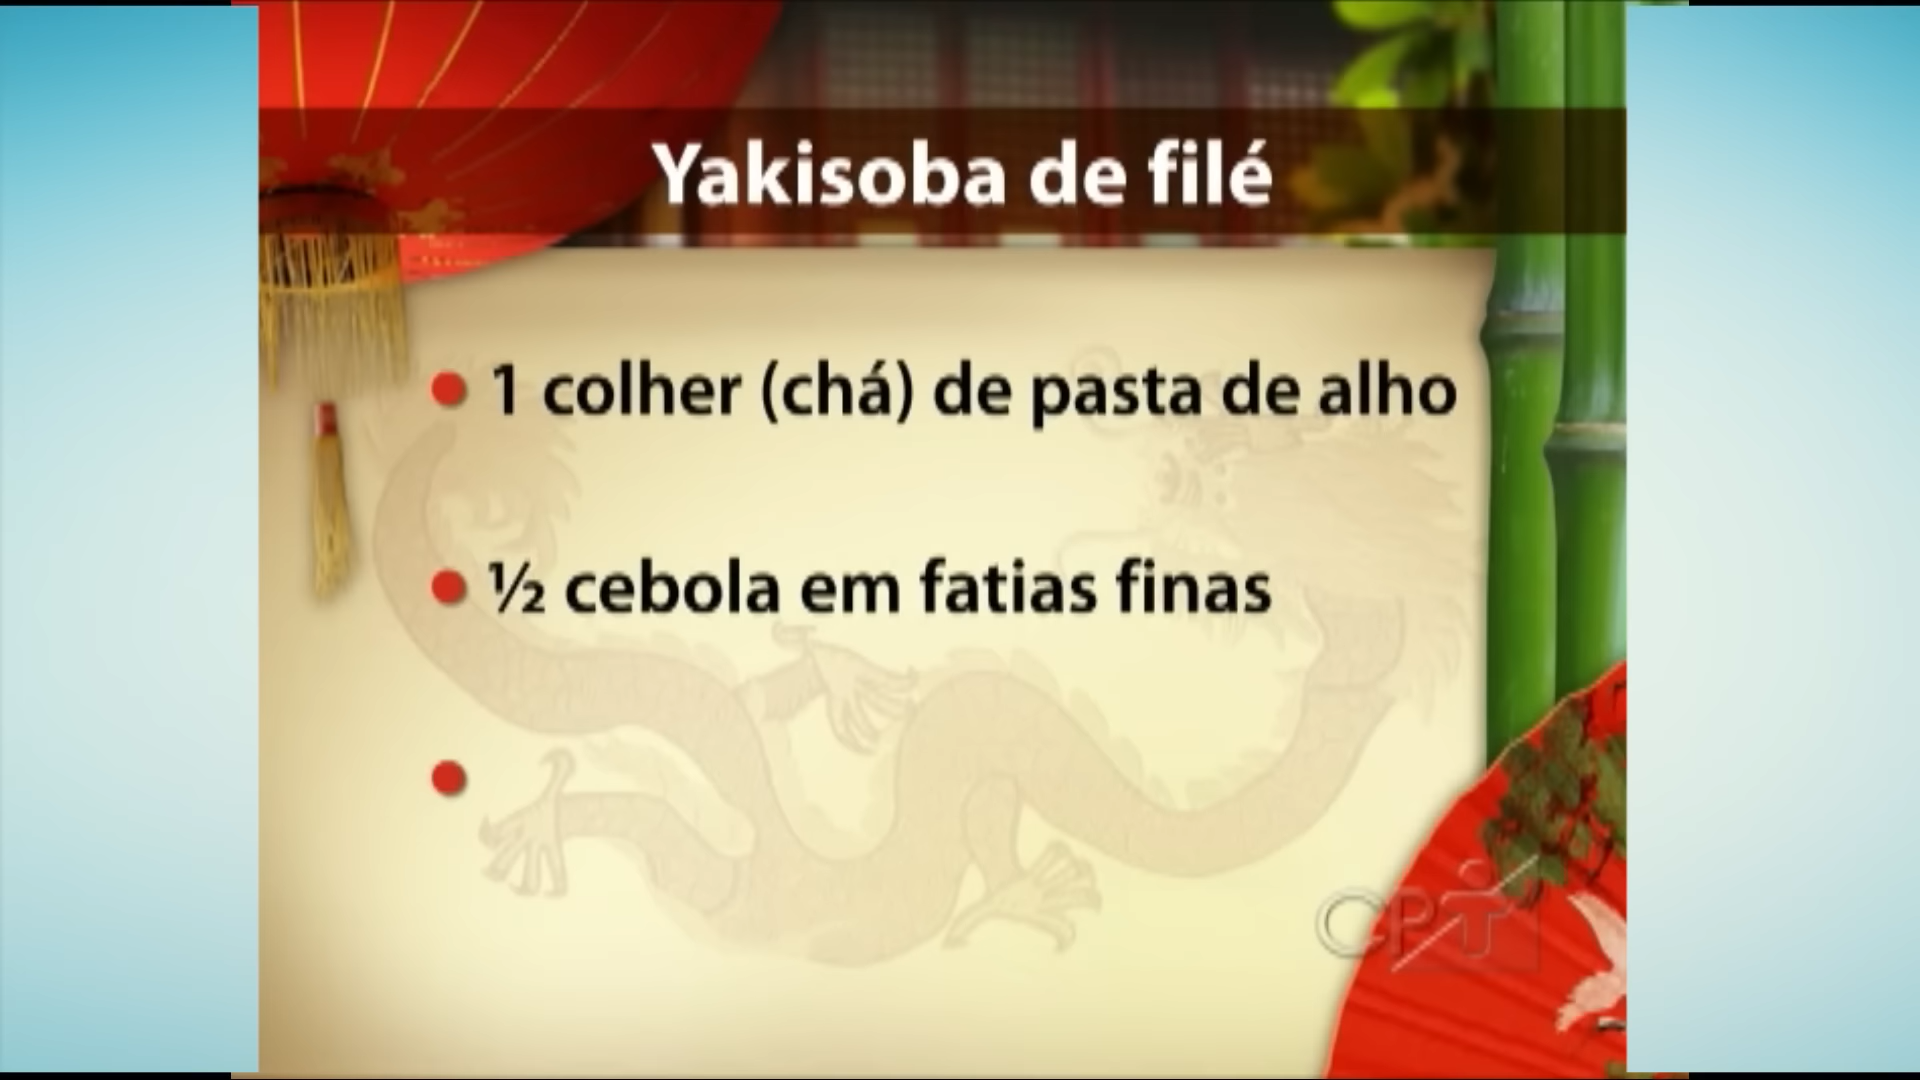 Yakisoba de filé
• 1 colher (chá) de pasta de alho
• ½ cebola em fatias finas
•
CPT